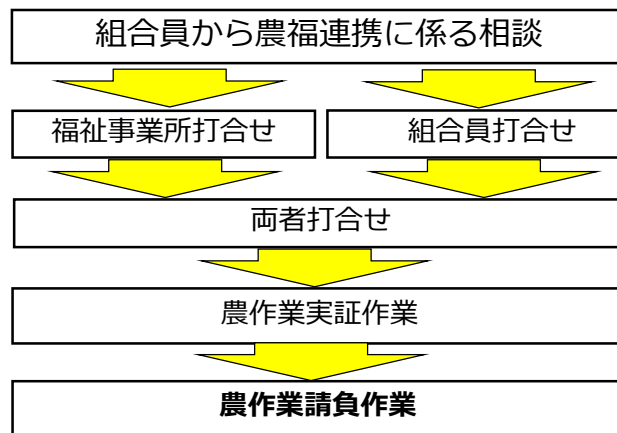 組合員から農福連携に係る相談
福祉事業所打合せ
組合員打合せ
両者打合せ
農作業実証作業
農作業請負作業